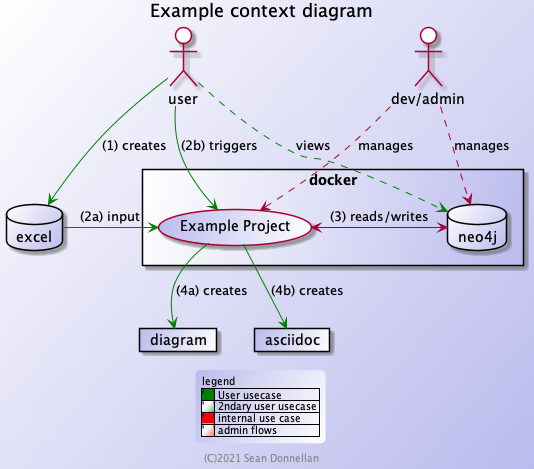 Example context diagram
user
dev/admin
(1) creates
(2b) triggers
views
manages
manages
docker
excel
(2a) input
Example Project
(3) reads/writes
neo4j
(4a) creates
(4b) creates
diagram
asciidoc
legend
User usecase
2ndary user usecase
internal use case
admin flows
(C)2021 Sean Donnellan